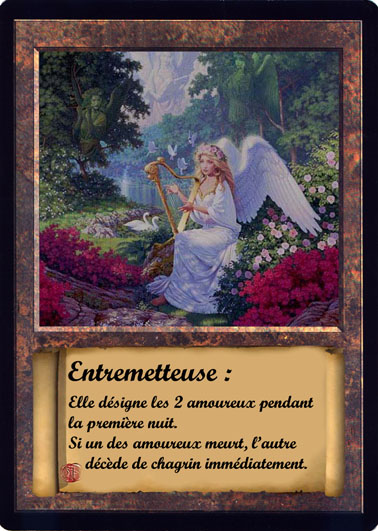 Entremetteuse :
Elle désigne les 2 amoureux pendant
la première nuit.
Si un des amoureux meurt, l'autre
décède de chagrin immédiatement.